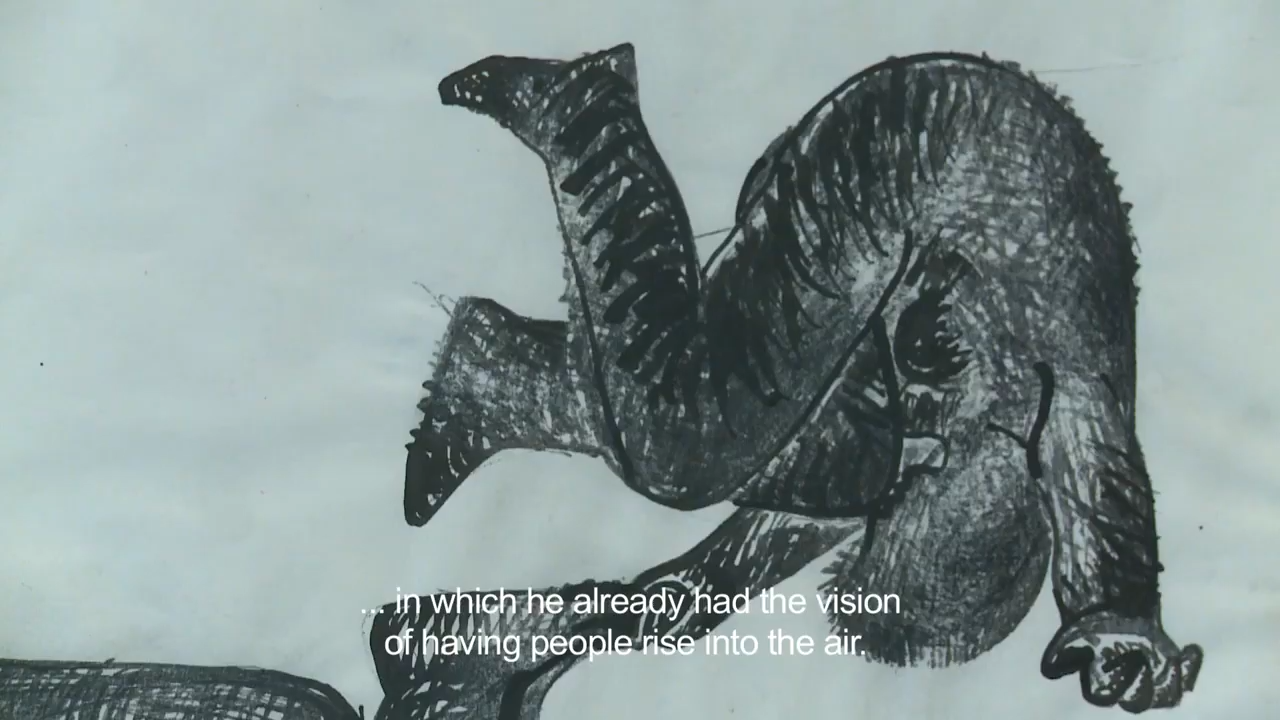 ... in which he already had the vision
of having people rise into the air.